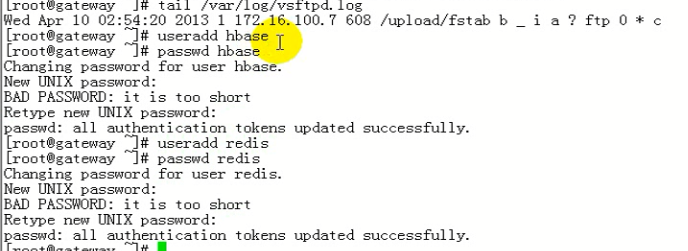 [root@gateway ~]# tail /var/log/vsftpd.log
Wed Apr 10 02:54:20 2013 1 172.16.100.7 608 /upload/fstab b _ i a ? ftp 0 * c
[root@gateway ~]# useradd hbase
[root@gateway ~]# passwd hbase
Changing password for user hbase.
New UNIX password:
BAD PASSWORD: it is too short
Retype new UNIX password:
passwd: all authentication tokens updated successfully.
[root@gateway ~]# useradd redis
[root@gateway ~]# passwd redis
Changing password for user redis.
New UNIX password:
BAD PASSWORD: it is too short
Retype new UNIX password:
passwd: all authentication tokens updated successfully.
[root@gateway ~]#